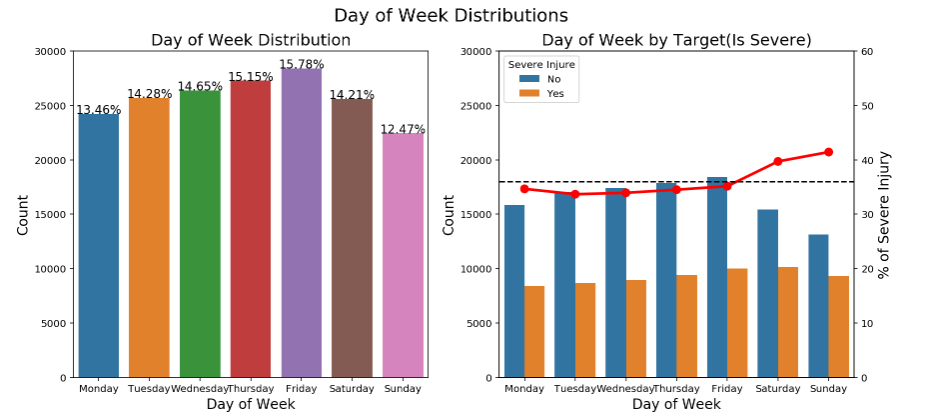 Day of Week Distributions
Day of Week Distribution
30000
25000
20000
15000
10000
5000
0
Count
13.46%
14.28%
14.65%
15.15%
15.78%
14.21%
12.47%
Monday Tuesday Wednesday Thursday Friday Saturday Sunday
Day of Week
Day of Week by Target(Is Severe)
30000
25000
20000
15000
10000
5000
0
Count
Severe Injure
No
Yes
60
50
40
30
20
10
0
% of Severe Injury
Monday Tuesday Wednesday Thursday Friday Saturday Sunday
Day of Week